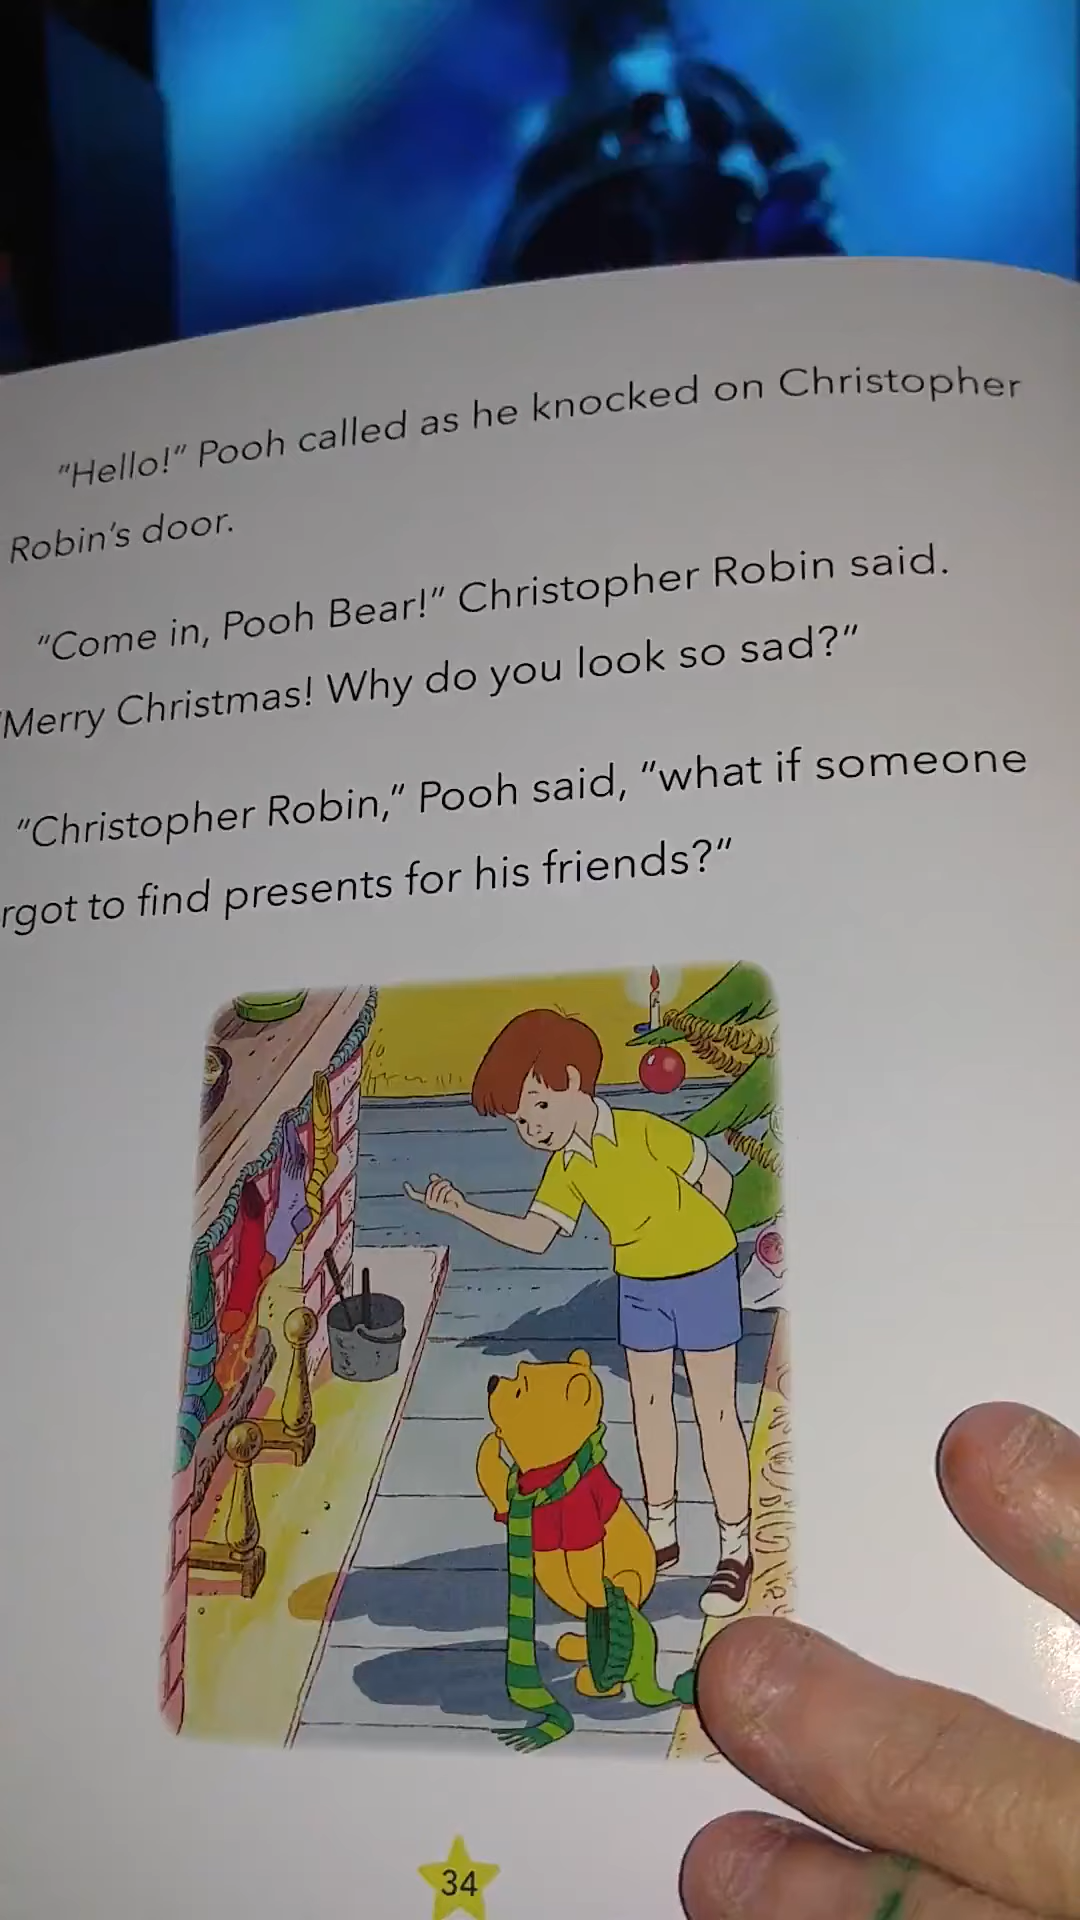 "Hello!" Pooh called as he knocked on Christopher
Robin's door.
"Come in, Pooh Bear!" Christopher Robin said.
"Merry Christmas! Why do you look so sad?"
"Christopher Robin," Pooh said, "what if someone
rgot to find presents for his friends?"
34